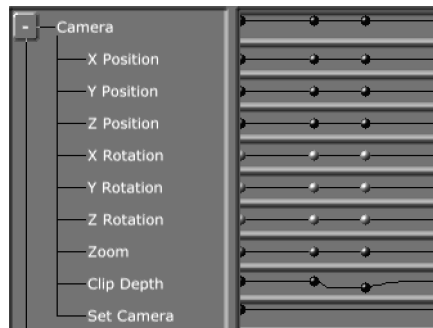 Camera
X Position
Y Position
Z Position
X Rotation
Y Rotation
Z Rotation
Zoom
Clip Depth
Set Camera